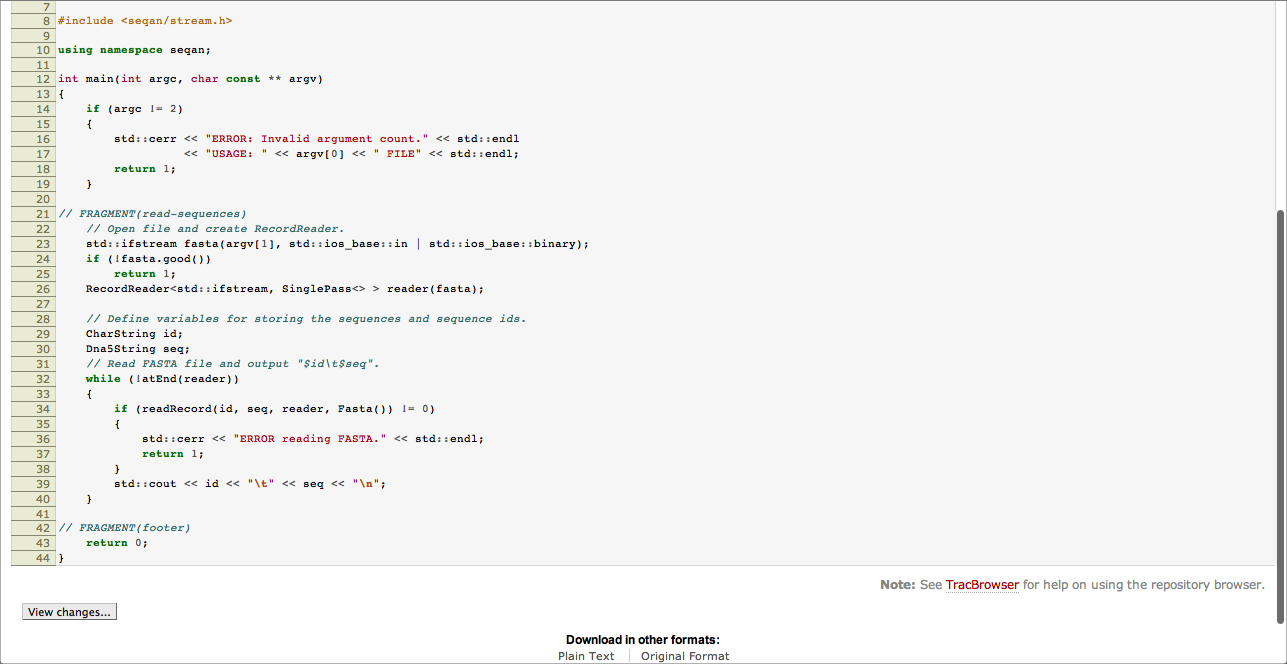 7
8 #include <seqan/stream.h>
9
10 using namespace seqan;
11
12 int main(int argc, char const ** argv)
13 {
14     if (argc != 2)
15     {
16         std::cerr << "ERROR: Invalid argument count." << std::endl
17                   << "USAGE: " << argv[0] << " FILE" << std::endl;
18         return 1;
19     }
20
21 // FRAGMENT(read-sequences)
22     // Open file and create RecordReader.
23     std::ifstream fasta(argv[1], std::ios_base::in | std::ios_base::binary);
24     if (!fasta.good())
25         return 1;
26     RecordReader<std::ifstream, SinglePass<> > reader(fasta);
27
28     // Define variables for storing the sequences and sequence ids.
29     CharString id;
30     Dna5String seq;
31     // Read FASTA file and output "$id\t$seq".
32     while (!atEnd(reader))
33     {
34         if (readRecord(id, seq, reader, Fasta()) != 0)
35         {
36             std::cerr << "ERROR reading FASTA." << std::endl;
37             return 1;
38         }
39         std::cout << id << "\t" << seq << "\n";
40     }
41
42 // FRAGMENT(footer)
43     return 0;
44 }
Note: See TracBrowser for help on using the repository browser.
View changes...
Download in other formats:
Plain Text | Original Format